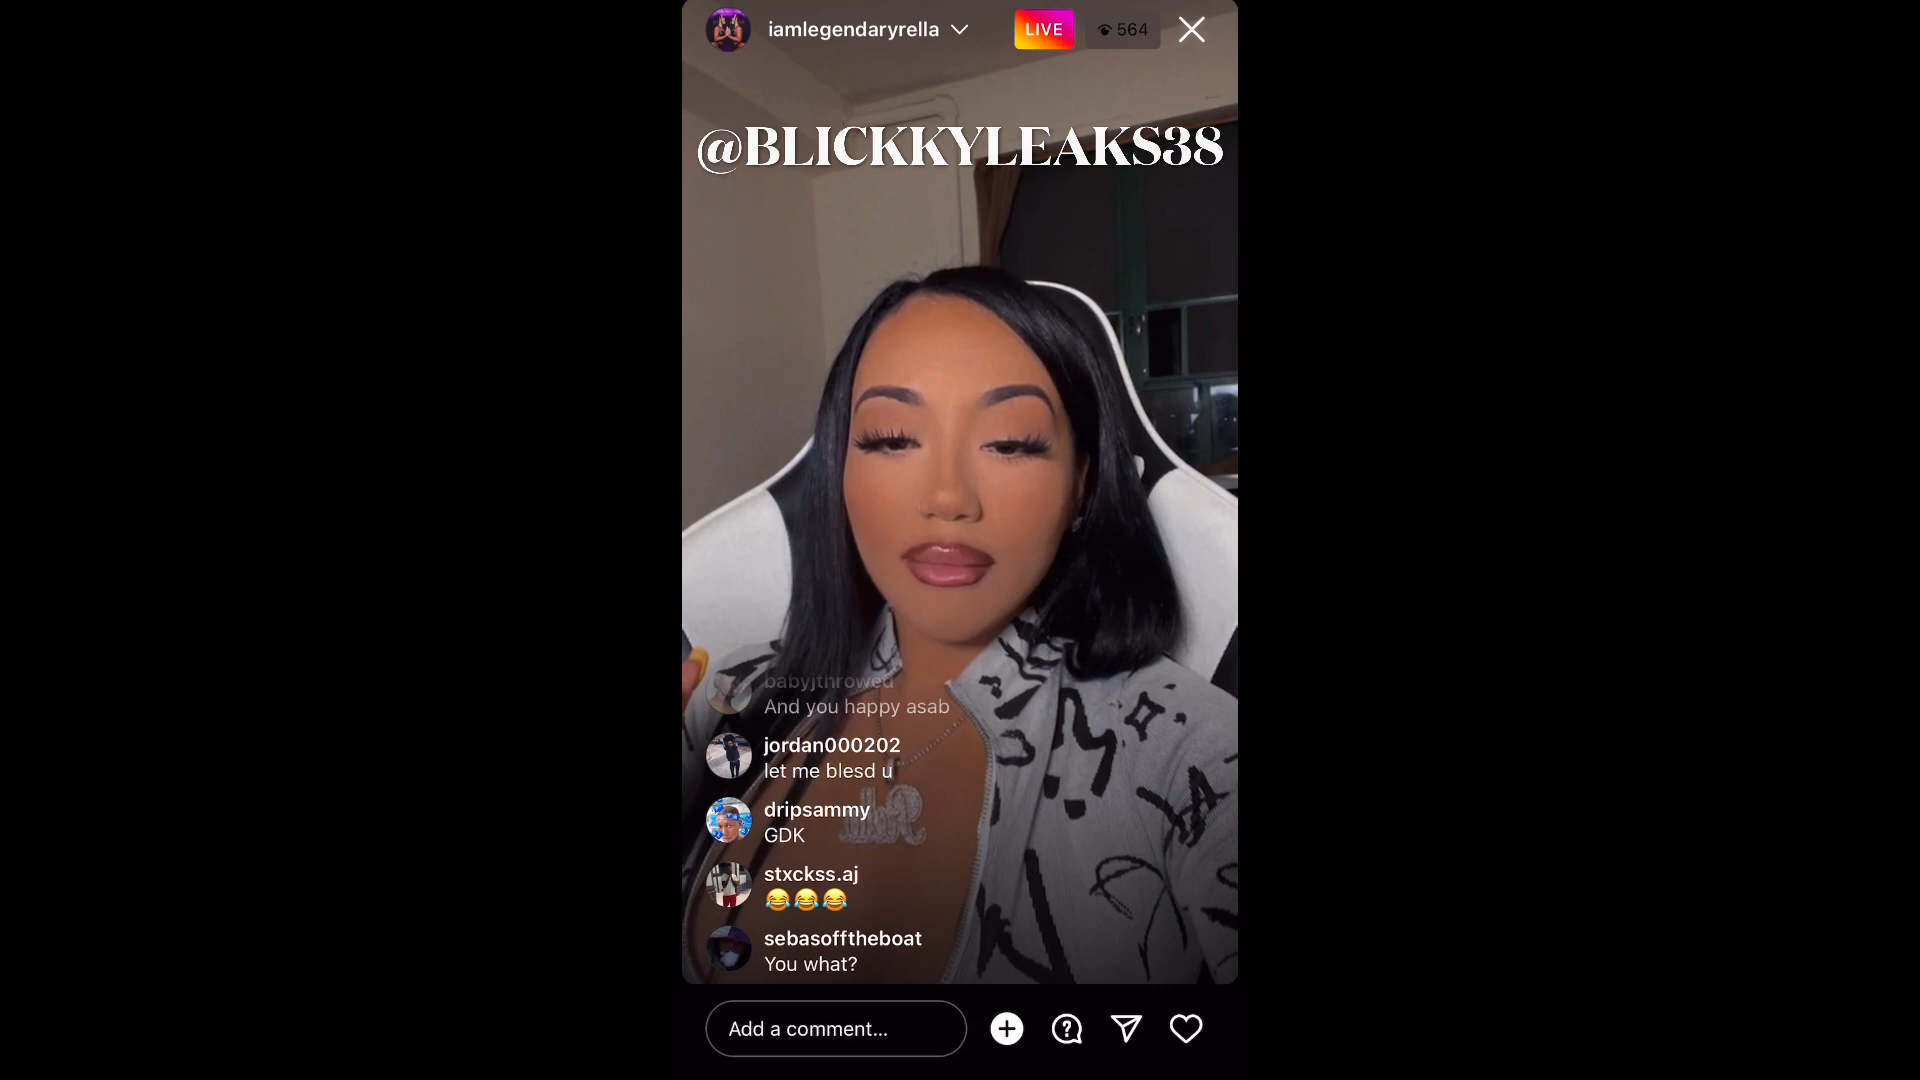 iamlegendaryrella
LIVE
564
@BLICKKYLEAKS38
babyjthrowed
And you happy asab
jordan000202
let me blesd u
dripsammy
GDK
stxckss.aj
😂😂😂
sebasofftheboat
You what?
Add a comment...